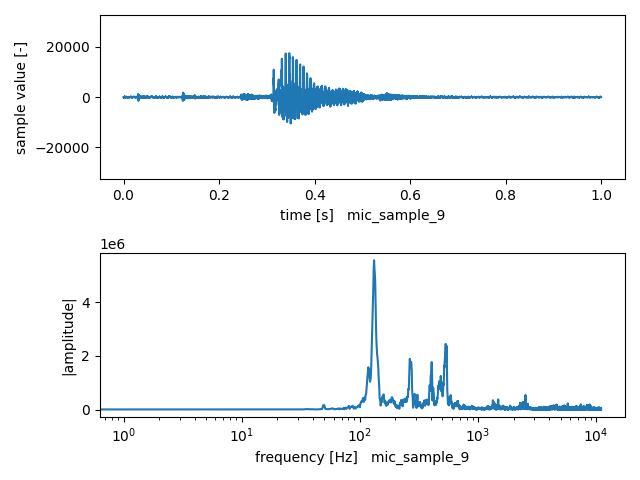 20000
0
−20000
sample value [-]
0.0 0.2 0.4 0.6 0.8 1.0
time [s]   mic_sample_9
1e6
4
2
0
|amplitude|
10⁰ 10¹ 10² 10³ 10⁴
frequency [Hz]   mic_sample_9